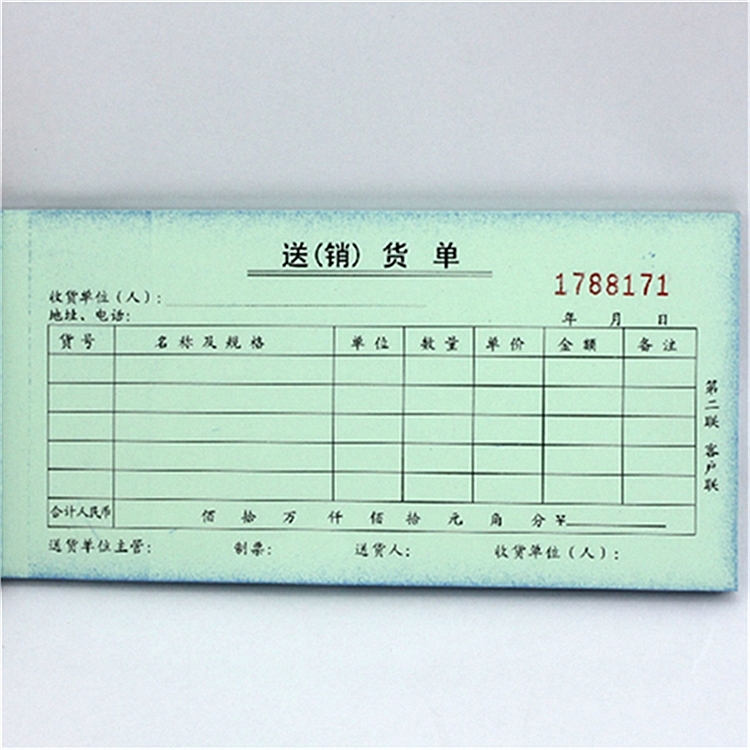 送(销) 货 单
1788171
收货单位(人):
地址、电话:
年 月 日
货号 名称及规格 单位 数量 单价 金额 备注
合计人民币 佰 拾 万 仟 佰 拾 元 角 分 ¥
送货单位主管: 制票: 送货人: 收货单位(人):
第二联 客户联